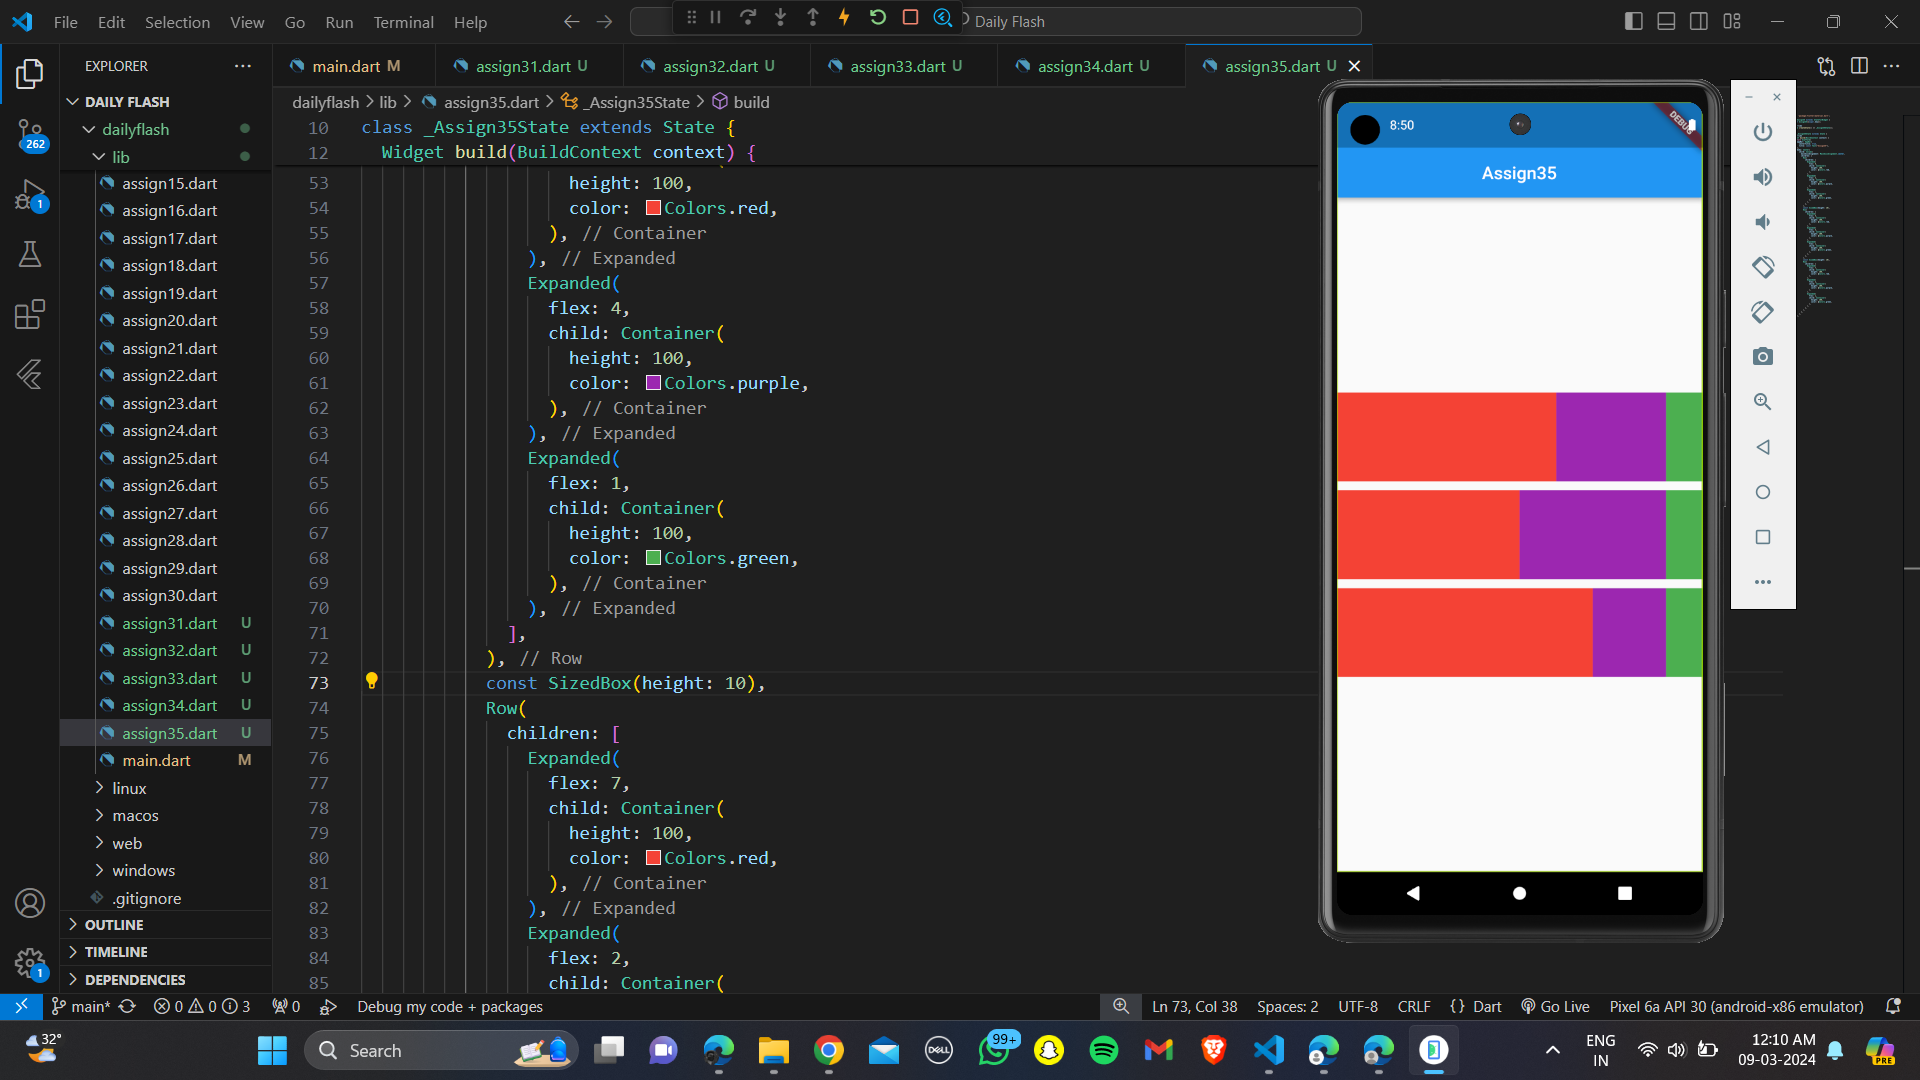 File Edit Selection View Go Run Terminal Help
Daily Flash
EXPLORER
main.dart M
assign31.dart U
assign32.dart U
assign33.dart U
assign34.dart U
assign35.dart U
DAILY FLASH
dailyflash
lib
assign15.dart
assign16.dart
assign17.dart
assign18.dart
assign19.dart
assign20.dart
assign21.dart
assign22.dart
assign23.dart
assign24.dart
assign25.dart
assign26.dart
assign27.dart
assign28.dart
assign29.dart
assign30.dart
assign31.dart U
assign32.dart U
assign33.dart U
assign34.dart U
assign35.dart U
main.dart M
linux
macos
web
windows
.gitignore
OUTLINE
TIMELINE
DEPENDENCIES
262
1
1
dailyflash > lib > assign35.dart > _Assign35State > build
10 class _Assign35State extends State {
12 Widget build(BuildContext context) {
53 height: 100,
54 color: Colors.red,
55 ), // Container
56 ), // Expanded
57 Expanded(
58 flex: 4,
59 child: Container(
60 height: 100,
61 color: Colors.purple,
62 ), // Container
63 ), // Expanded
64 Expanded(
65 flex: 1,
66 child: Container(
67 height: 100,
68 color: Colors.green,
69 ), // Container
70 ), // Expanded
71 ],
72 ), // Row
73 const SizedBox(height: 10),
74 Row(
75 children: [
76 Expanded(
77 flex: 7,
78 child: Container(
79 height: 100,
80 color: Colors.red,
81 ), // Container
82 ), // Expanded
83 Expanded(
84 flex: 2,
85 child: Container(
8:50
DEBUG
Assign35
main* 0 0 3 0 Debug my code + packages
Ln 73, Col 38 Spaces: 2 UTF-8 CRLF {} Dart Go Live Pixel 6a API 30 (android-x86 emulator)
32°
Search
DELL
99+
ENG
IN
12:10 AM
09-03-2024
PRE